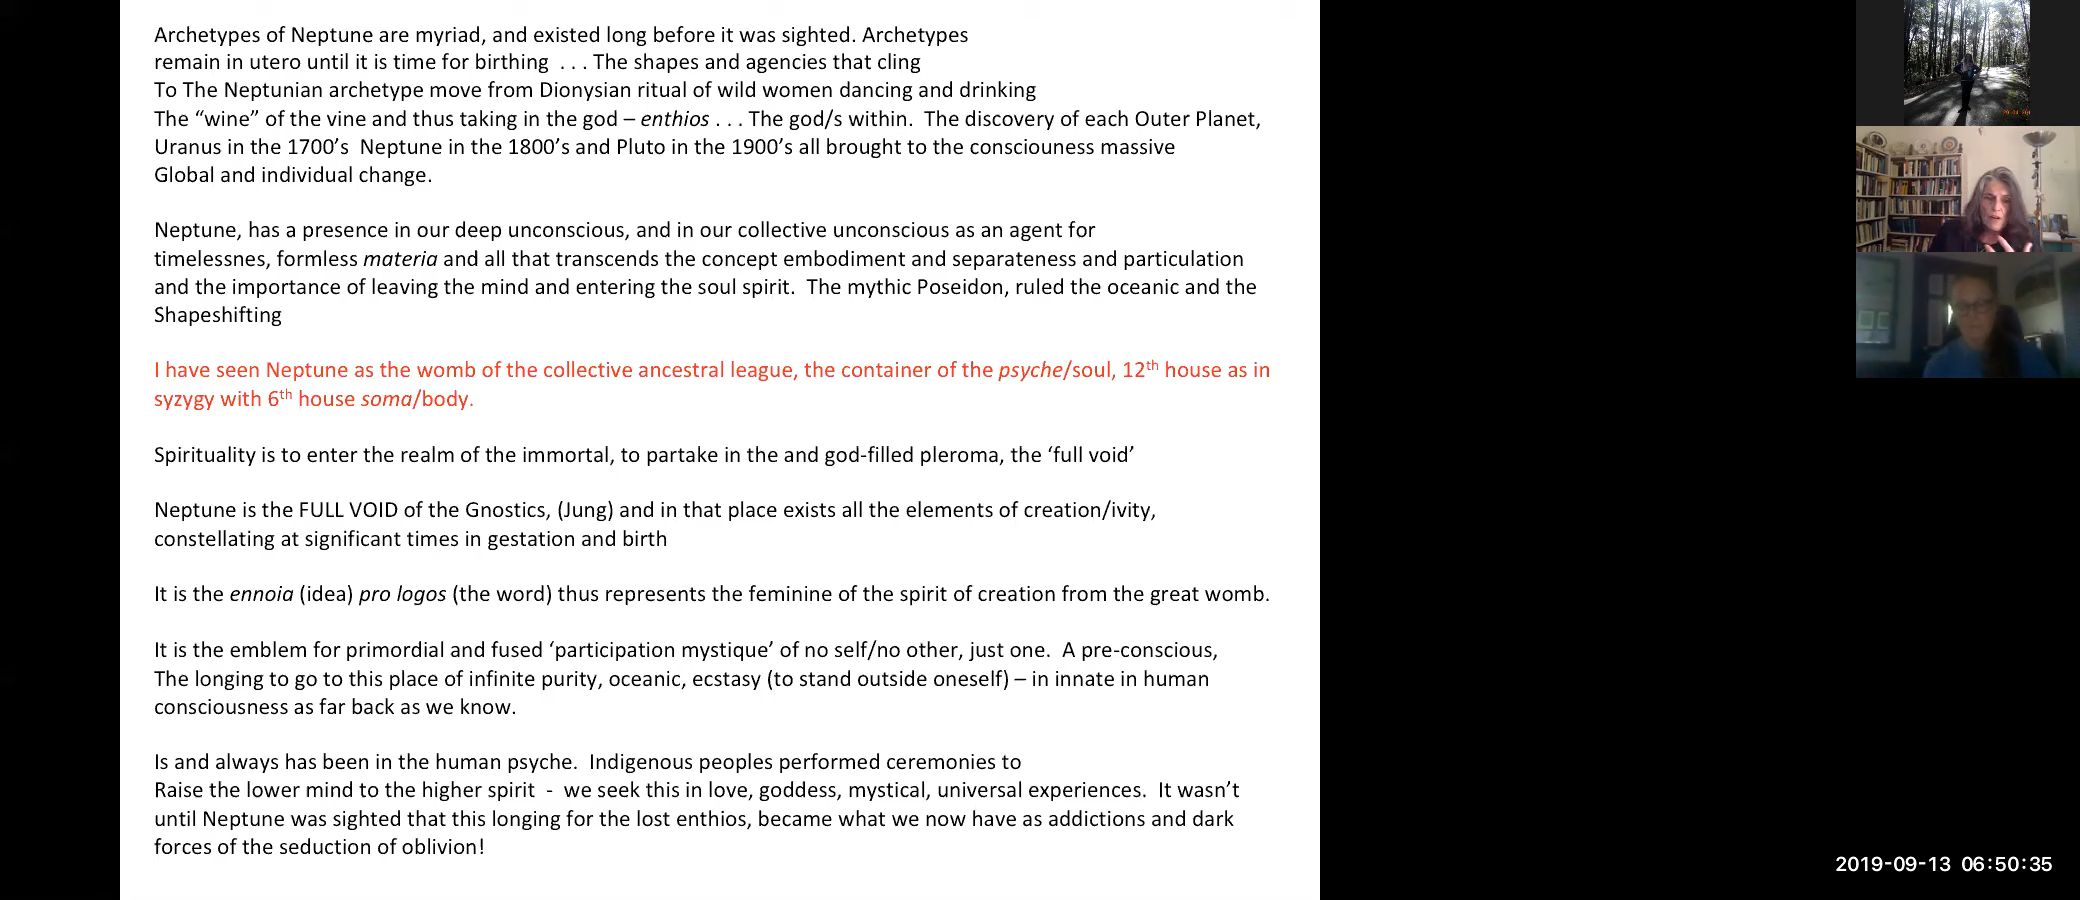 Archetypes of Neptune are myriad, and existed long before it was sighted. Archetypes
remain in utero until it is time for birthing  . . . The shapes and agencies that cling
To The Neptunian archetype move from Dionysian ritual of wild women dancing and drinking
The “wine” of the vine and thus taking in the god – enthios . . . The god/s within.  The discovery of each Outer Planet,
Uranus in the 1700’s  Neptune in the 1800’s and Pluto in the 1900’s all brought to the consciouness massive
Global and individual change.
Neptune, has a presence in our deep unconscious, and in our collective unconscious as an agent for
timelessnes, formless materia and all that transcends the concept embodiment and separateness and particulation
and the importance of leaving the mind and entering the soul spirit.  The mythic Poseidon, ruled the oceanic and the
Shapeshifting
I have seen Neptune as the womb of the collective ancestral league, the container of the psyche/soul, 12th house as in
syzygy with 6th house soma/body.
Spirituality is to enter the realm of the immortal, to partake in the and god-filled pleroma, the ‘full void’
Neptune is the FULL VOID of the Gnostics, (Jung) and in that place exists all the elements of creation/ivity,
constellating at significant times in gestation and birth
It is the ennoia (idea) pro logos (the word) thus represents the feminine of the spirit of creation from the great womb.
It is the emblem for primordial and fused ‘participation mystique’ of no self/no other, just one.  A pre-conscious,
The longing to go to this place of infinite purity, oceanic, ecstasy (to stand outside oneself) – in innate in human
consciousness as far back as we know.
Is and always has been in the human psyche.  Indigenous peoples performed ceremonies to
Raise the lower mind to the higher spirit  -  we seek this in love, goddess, mystical, universal experiences.  It wasn’t
until Neptune was sighted that this longing for the lost enthios, became what we now have as addictions and dark
forces of the seduction of oblivion!
2019-09-13 06:50:35